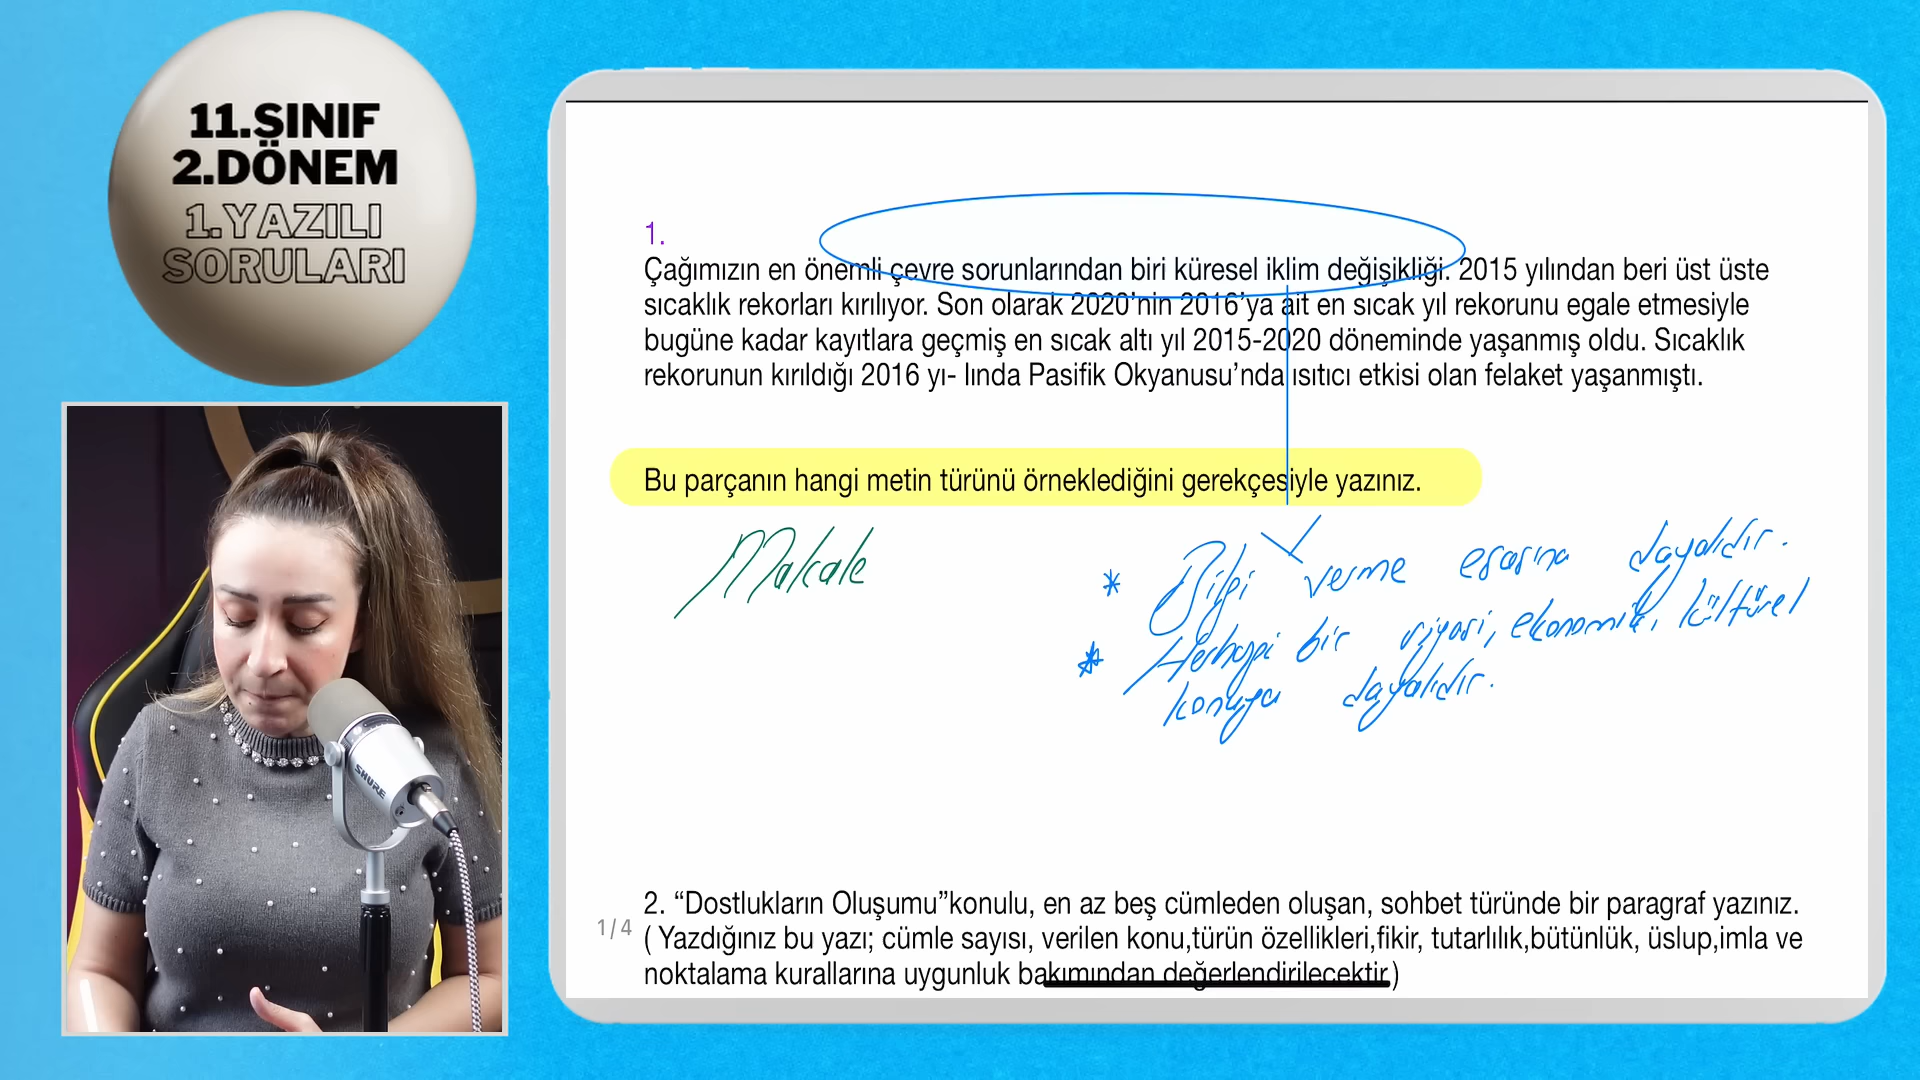 11.SINIF
2.DÖNEM
1.YAZILI
SORULARI
1.
Çağımızın en önemli çevre sorunlarından biri küresel iklim değişikliği. 2015 yılından beri üst üste
sıcaklık rekorları kırılıyor. Son olarak 2020'nin 2016'ya ait en sıcak yıl rekorunu egale etmesiyle
bugüne kadar kayıtlara geçmiş en sıcak altı yıl 2015-2020 döneminde yaşanmış oldu. Sıcaklık
rekorunun kırıldığı 2016 yı- lında Pasifik Okyanusu'nda ısıtıcı etkisi olan felaket yaşanmıştı.
Bu parçanın hangi metin türünü örneklediğini gerekçesiyle yazınız.
Makale
* Bilgi verme esasına dayalıdır.
* Herhangi bir siyasi, ekonomik, kültürel
konuya dayalıdır.
2. “Dostlukların Oluşumu”konulu, en az beş cümleden oluşan, sohbet türünde bir paragraf yazınız.
( Yazdığınız bu yazı; cümle sayısı, verilen konu,türün özellikleri,fikir, tutarlılık,bütünlük, üslup,imla ve
noktalama kurallarına uygunluk bakımından değerlendirilecektir.)
1/4
SHURE